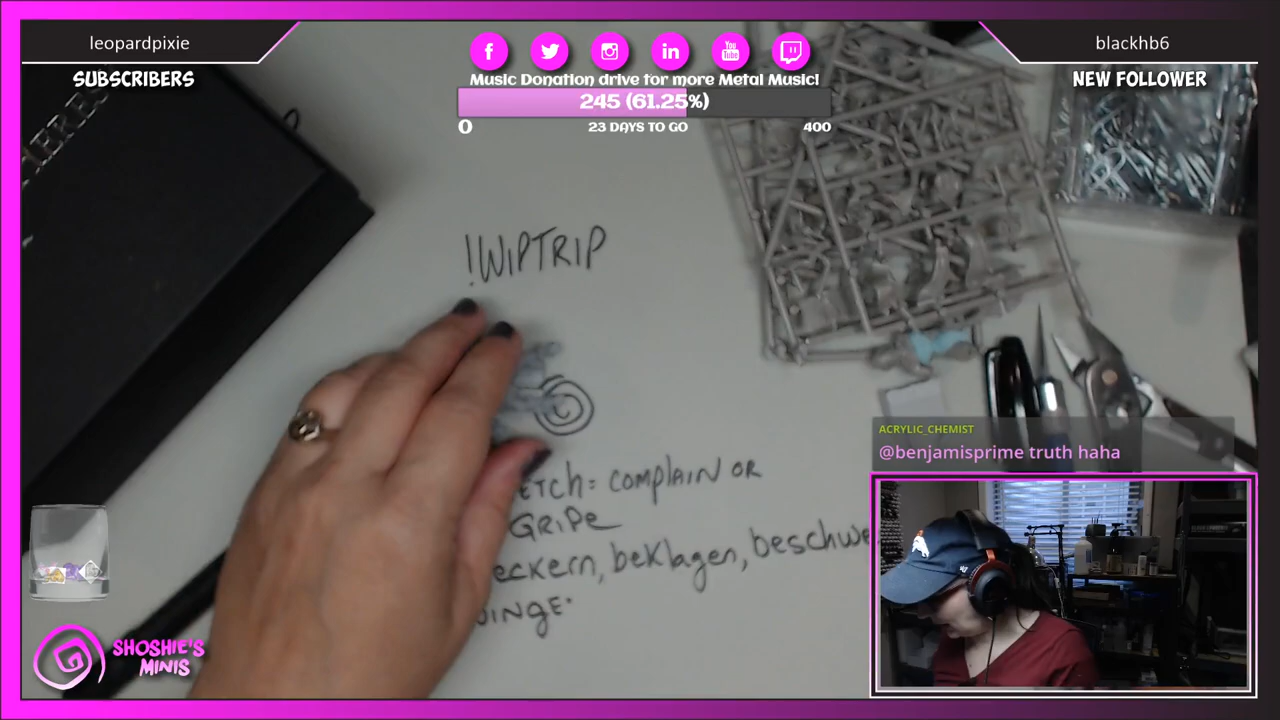 leopardpixie
SUBSCRIBERS
Music Donation drive for more Metal Music!
245 (61.25%)
0
23 DAYS TO GO
400
blackhb6
NEW FOLLOWER
!WIPTRIP
ETCH = COMPLAIN OR
GRIPE
ECKERN, beklagen, beschwe
INGE.
ACRYLIC_CHEMIST
@benjamisprime truth haha
SHOSHIE'S
MINIS